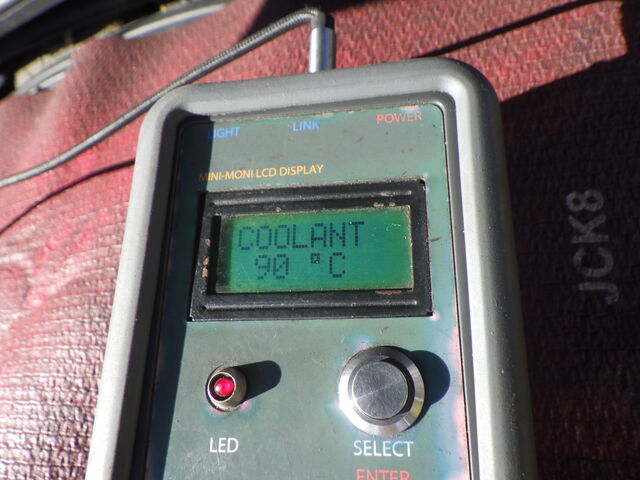 LIGHT LINK POWER
MINI-MONI LCD DISPLAY
COOLANT
90 °C
JCK8
LED
SELECT
ENTER